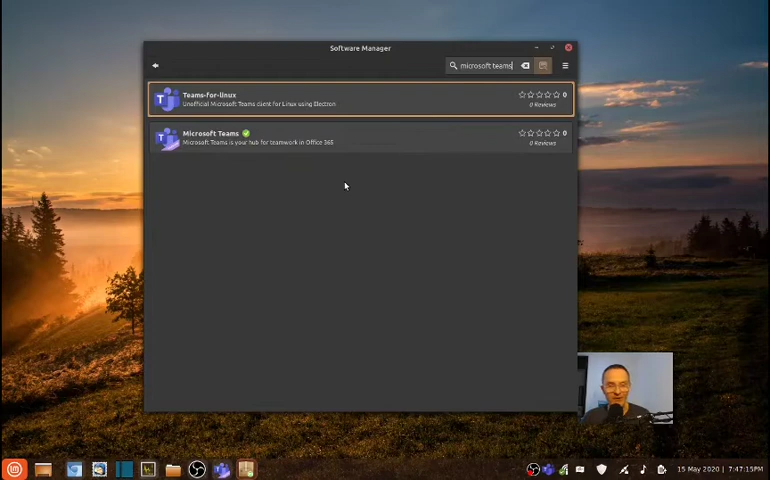 Software Manager
microsoft teams
Teams-for-linux
Unofficial Microsoft Teams client for Linux using Electron
0
0 Reviews
Microsoft Teams
Microsoft Teams is your hub for teamwork in Office 365
0
0 Reviews
15 May 2020 | 7:47:15PM